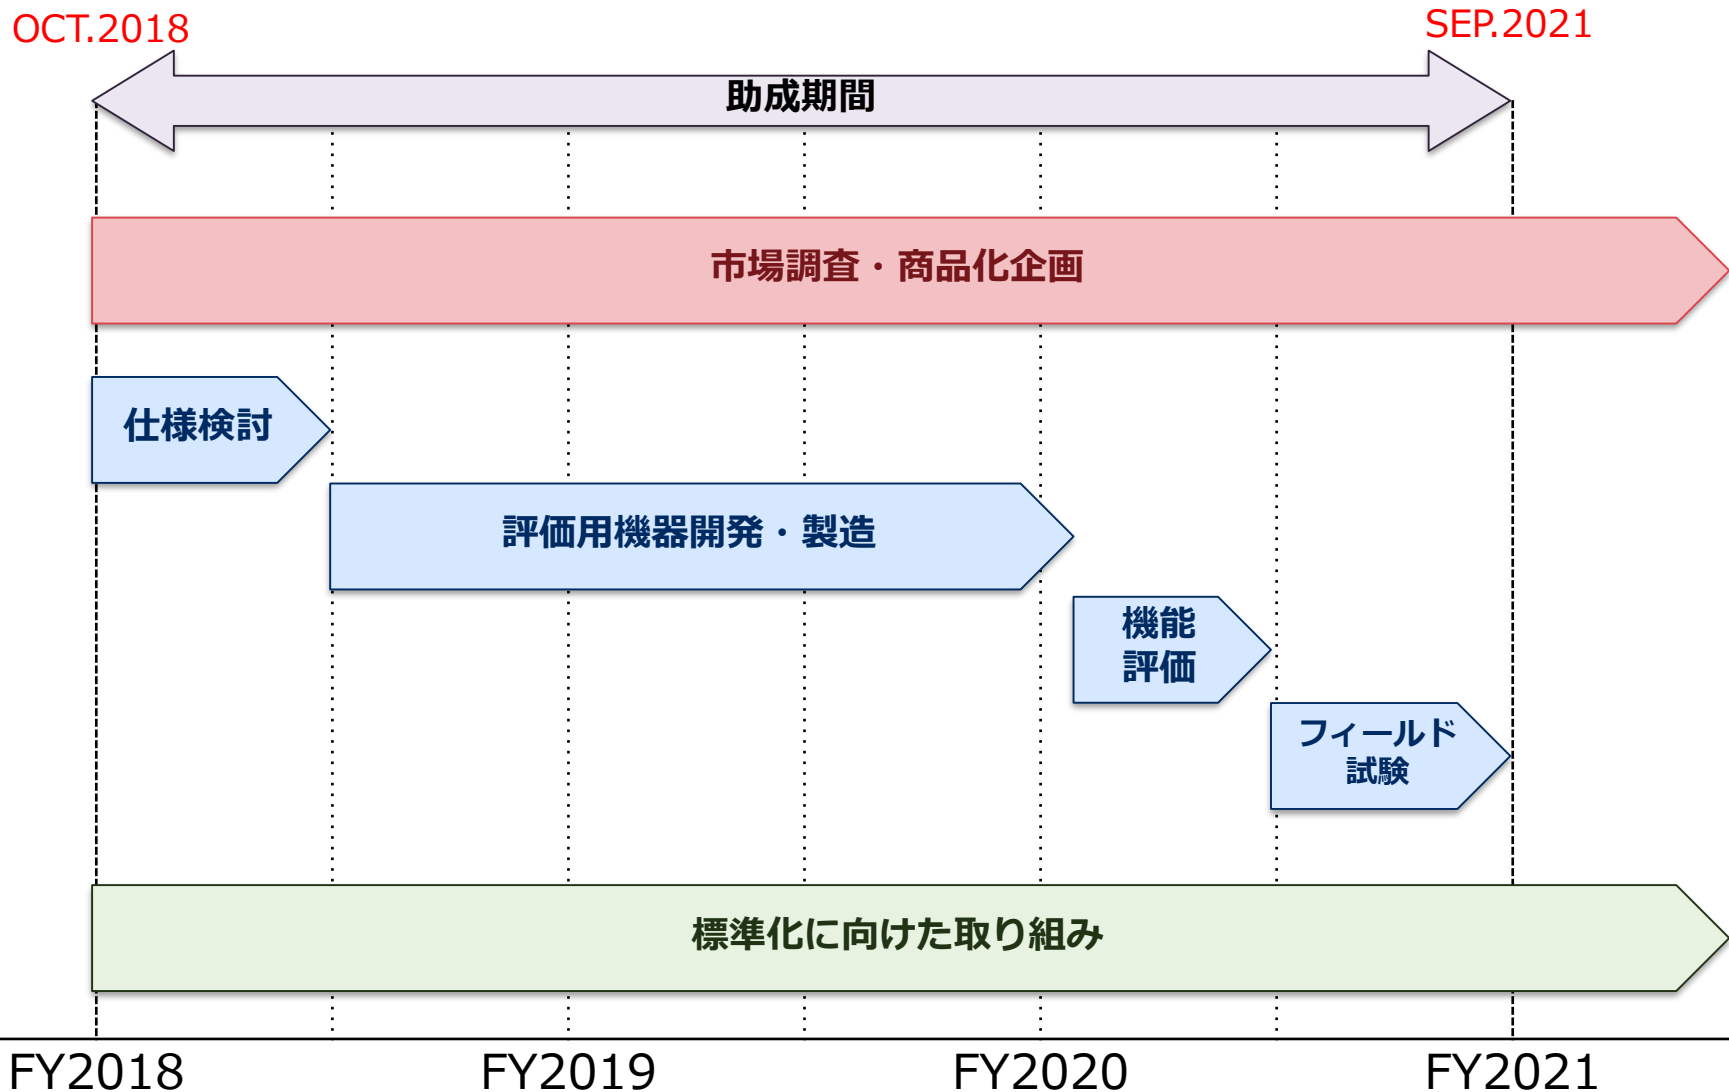 OCT.2018
SEP.2021
助成期間
市場調査・商品化企画
仕様検討
評価用機器開発・製造
機能
評価
フィールド
試験
標準化に向けた取り組み
FY2018
FY2019
FY2020
FY2021